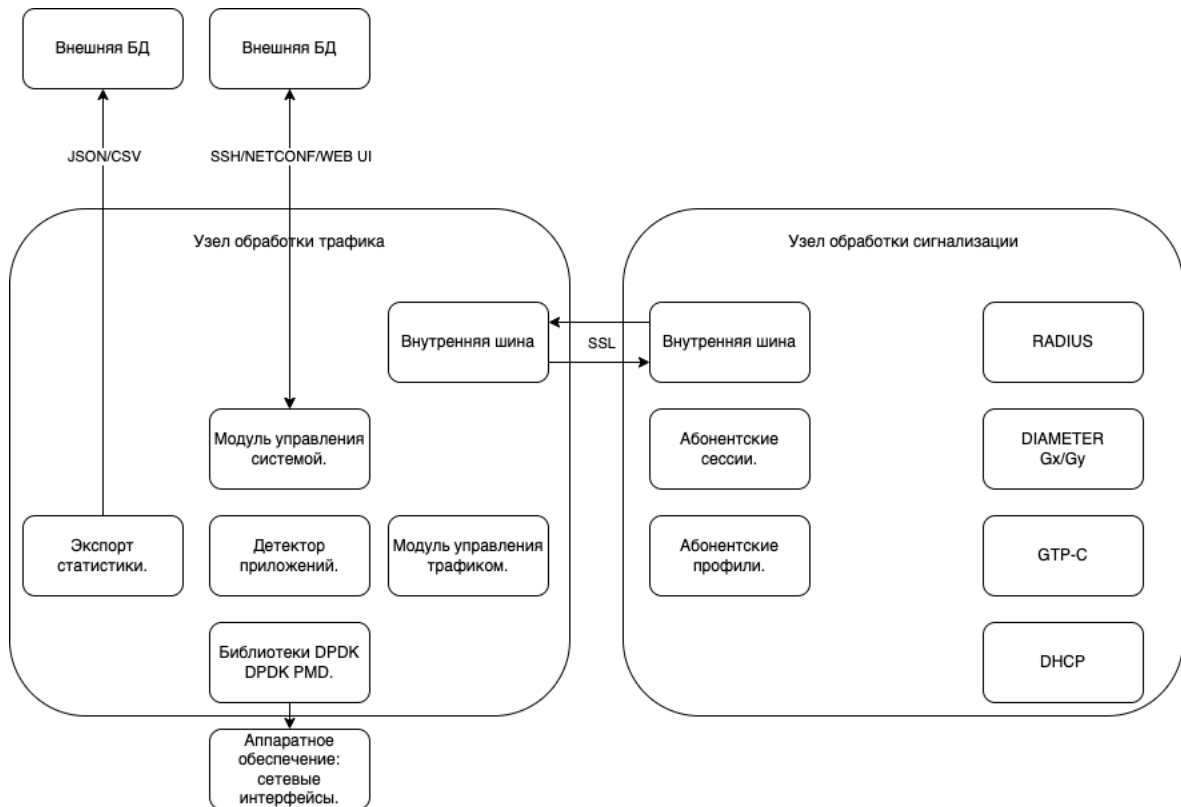 Внешняя БД
Внешняя БД
JSON/CSV
SSH/NETCONF/WEB UI
Узел обработки трафика
Узел обработки сигнализации
Внутренняя шина
SSL
Внутренняя шина
RADIUS
Модуль управления
системой.
Абонентские
сессии.
DIAMETER
Gx/Gy
Экспорт
статистики.
Детектор
приложений.
Модуль управления
трафиком.
Абонентские
профили.
GTP-C
Библиотеки DPDK
DPDK PMD.
DHCP
Аппаратное
обеспечение:
сетевые
интерфейсы.